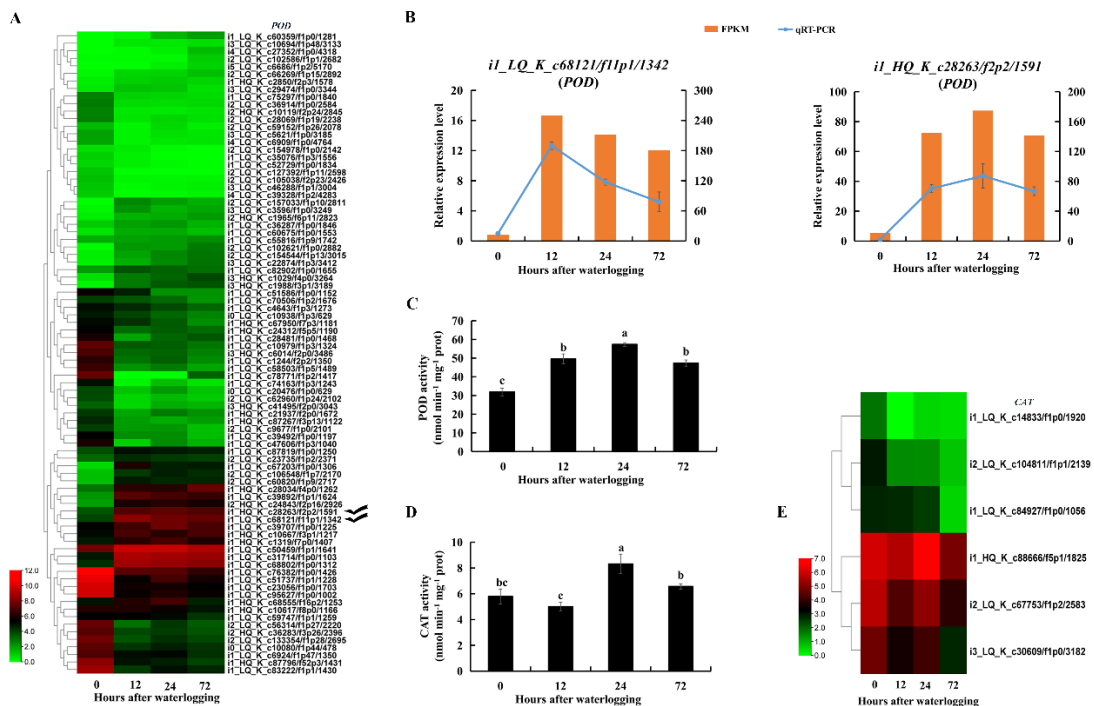 A
POD
i1_LQ_K_c60359/f1p0/1281
i3_LQ_K_c10694/f1p48/3133
i4_LQ_K_c27352/f1p0/4318
i2_LQ_K_c102586/f1p1/2682
i5_LQ_K_c6686/f1p2/5170
i2_LQ_K_c66269/f1p15/2892
i1_HQ_K_c2850/f2p3/1578
i3_LQ_K_c29474/f1p0/3344
i1_LQ_K_c75297/f1p0/1840
i2_LQ_K_c36914/f1p0/2584
i2_HQ_K_c10119/f2p24/2845
i2_LQ_K_c28069/f1p19/2238
i2_LQ_K_c59152/f1p26/2078
i3_LQ_K_c5621/f1p0/3185
i4_LQ_K_c6909/f1p0/4764
i2_LQ_K_c154978/f1p0/2142
i1_LQ_K_c35076/f1p3/1556
i1_LQ_K_c52729/f1p0/1834
i2_LQ_K_c127392/f1p11/2598
i2_HQ_K_c105038/f2p23/2426
i3_LQ_K_c46288/f1p1/3004
i4_LQ_K_c39328/f1p2/4283
i2_LQ_K_c157033/f1p10/2811
i3_LQ_K_c3596/f1p0/3249
i2_HQ_K_c1965/f6p11/2823
i1_LQ_K_c36287/f1p0/1846
i1_LQ_K_c60675/f1p0/1553
i1_LQ_K_c55816/f1p9/1742
i2_LQ_K_c102621/f1p0/2882
i2_LQ_K_c154544/f1p13/3015
i3_LQ_K_c22874/f1p3/3412
i1_LQ_K_c82902/f1p0/1655
i3_HQ_K_c1029/f4p0/3264
i3_HQ_K_c1988/f3p1/3189
i1_LQ_K_c51586/f1p0/1152
i1_LQ_K_c70506/f1p2/1676
i1_LQ_K_c4643/f1p3/1273
i0_LQ_K_c10938/f1p3/629
i1_HQ_K_c67950/f7p3/1181
i1_HQ_K_c24312/f5p5/1190
i1_LQ_K_c28481/f1p0/1468
i1_LQ_K_c10979/f1p3/1324
i3_HQ_K_c6014/f2p0/3486
i1_LQ_K_c1244/f2p2/1350
i1_LQ_K_c58503/f1p5/1489
i1_LQ_K_c78771/f1p2/1417
i1_LQ_K_c74163/f1p3/1243
i0_LQ_K_c20476/f1p0/629
i2_LQ_K_c62960/f1p24/2102
i3_HQ_K_c41495/f2p0/3043
i1_HQ_K_c21937/f2p0/1672
i1_HQ_K_c87267/f3p13/1122
i2_LQ_K_c9677/f1p0/2101
i1_LQ_K_c39492/f1p0/1197
i1_HQ_K_c47606/f1p3/1040
i1_LQ_K_c87819/f1p0/1250
i2_LQ_K_c23735/f1p2/2371
i1_LQ_K_c67203/f1p0/1306
i2_LQ_K_c106548/f1p7/2170
i2_LQ_K_c60820/f1p9/2717
i1_HQ_K_c28034/f4p0/1262
i1_LQ_K_c39892/f1p1/1624
i2_HQ_K_c24843/f2p16/2926
i1_HQ_K_c28263/f2p2/1591
i1_LQ_K_c68121/f11p1/1342
i1_LQ_K_c39707/f1p0/1225
i1_HQ_K_c10667/f3p1/1217
i1_HQ_K_c1319/f7p0/1407
i1_LQ_K_c50459/f1p1/1641
i1_LQ_K_c31714/f1p0/1103
i1_LQ_K_c68802/f1p0/1312
i1_LQ_K_c76382/f1p0/1426
i1_LQ_K_c51737/f1p1/1228
i1_LQ_K_c23056/f1p0/1703
i1_LQ_K_c95627/f1p0/1002
i1_HQ_K_c68555/f16p2/1253
i1_HQ_K_c10617/f8p0/1166
i1_LQ_K_c59747/f1p1/1259
i2_LQ_K_c56314/f1p27/2220
i2_HQ_K_c36283/f3p26/2396
i2_LQ_K_c133354/f1p28/2695
i0_LQ_K_c10080/f1p44/478
i1_LQ_K_c6924/f1p47/1350
i1_HQ_K_c87796/f52p3/1431
i1_LQ_K_c83222/f1p1/1430
12.0
10.0
8.0
6.0
4.0
2.0
0.0
0 12 24 72
Hours after waterlogging
B
FPKM qRT-PCR
i1_LQ_K_c68121/f11p1/1342
(POD)
Relative expression level
20
16
12
8
4
0
300
240
180
120
60
0
0 12 24 72
Hours after waterlogging
i1_HQ_K_c28263/f2p2/1591
(POD)
Relative expression level
100
80
60
40
20
0
200
160
120
80
40
0
0 12 24 72
Hours after waterlogging
C
POD activity
(nmol min⁻¹ mg⁻¹ prot)
70
60
50
40
30
20
10
0
c b a b
0 12 24 72
Hours after waterlogging
D
CAT activity
(nmol min⁻¹ mg⁻¹ prot)
10
8
6
4
2
0
bc c a b
0 12 24 72
Hours after waterlogging
E
CAT
i1_LQ_K_c14833/f1p0/1920
i2_LQ_K_c104811/f1p1/2139
i1_LQ_K_c84927/f1p0/1056
i1_HQ_K_c88666/f5p1/1825
i2_LQ_K_c67753/f1p2/2583
i3_LQ_K_c30609/f1p0/3182
7.0
6.0
5.0
4.0
3.0
2.0
1.0
0.0
0 12 24 72
Hours after waterlogging